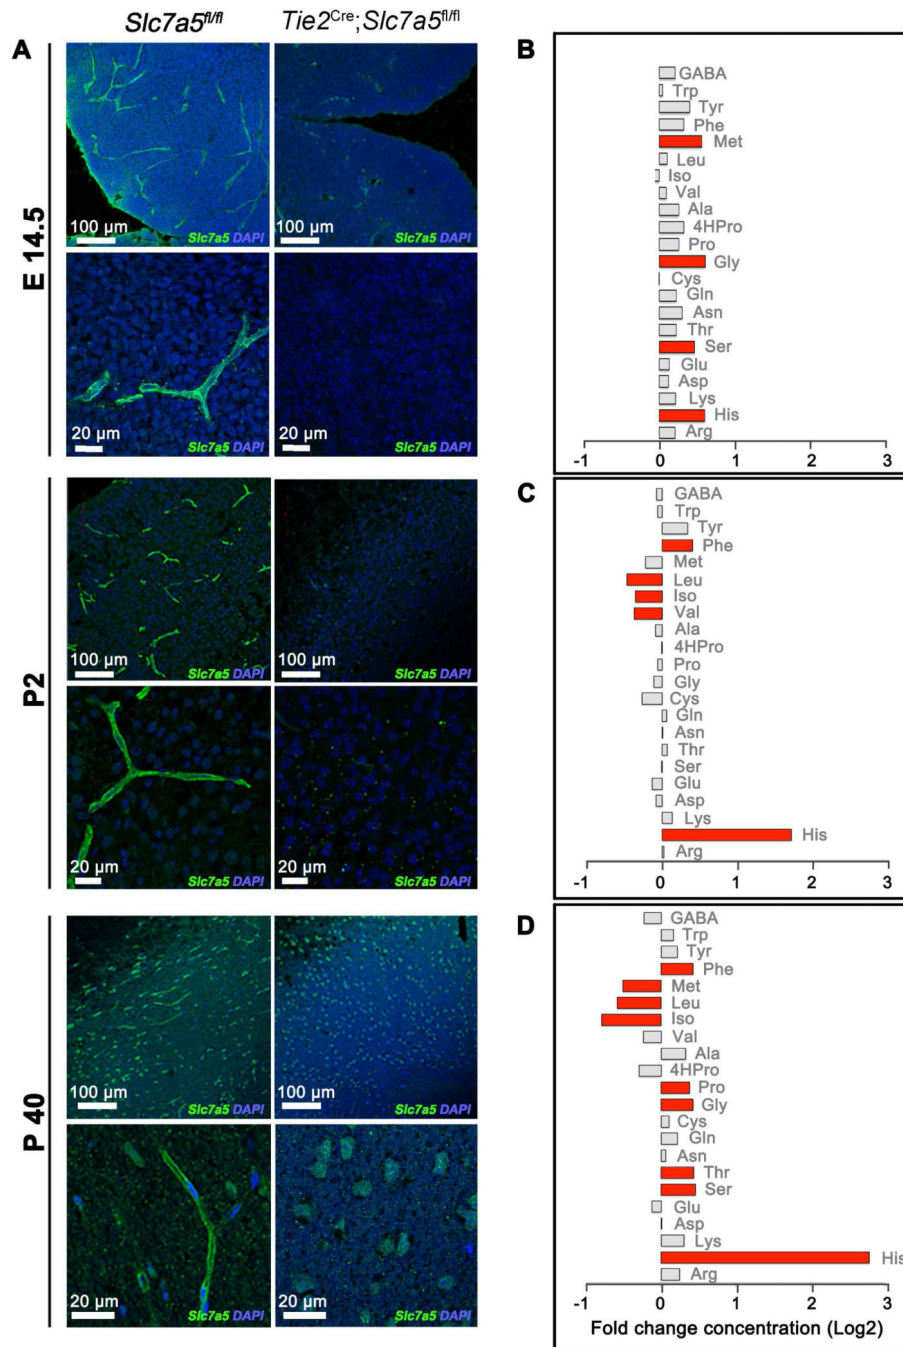 Slc7a5fl/fl
Tie2Cre;Slc7a5fl/fl
A
E 14.5
100 µm
Slc7a5 DAPI
100 µm
Slc7a5 DAPI
20 µm
Slc7a5 DAPI
20 µm
Slc7a5 DAPI
P2
100 µm
Slc7a5 DAPI
100 µm
Slc7a5 DAPI
20 µm
Slc7a5 DAPI
20 µm
Slc7a5 DAPI
P 40
100 µm
Slc7a5 DAPI
100 µm
Slc7a5 DAPI
20 µm
Slc7a5 DAPI
20 µm
Slc7a5 DAPI
B
GABA
Trp
Tyr
Phe
Met
Leu
Iso
Val
Ala
4HPro
Pro
Gly
Cys
Gln
Asn
Thr
Ser
Glu
Asp
Lys
His
Arg
-1 0 1 2 3
C
GABA
Trp
Tyr
Phe
Met
Leu
Iso
Val
Ala
4HPro
Pro
Gly
Cys
Gln
Asn
Thr
Ser
Glu
Asp
Lys
His
Arg
-1 0 1 2 3
D
GABA
Trp
Tyr
Phe
Met
Leu
Iso
Val
Ala
4HPro
Pro
Gly
Cys
Gln
Asn
Thr
Ser
Glu
Asp
Lys
His
Arg
-1 0 1 2 3
Fold change concentration (Log2)